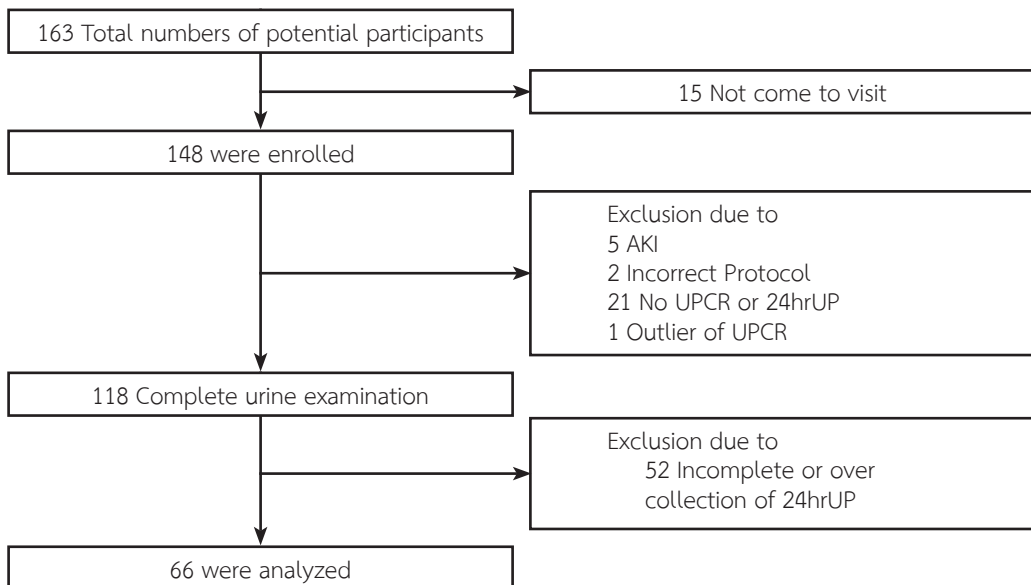 163 Total numbers of potential participants
15 Not come to visit
148 were enrolled
Exclusion due to
5 AKI
2 Incorrect Protocol
21 No UPCR or 24hrUP
1 Outlier of UPCR
118 Complete urine examination
Exclusion due to
52 Incomplete or over
collection of 24hrUP
66 were analyzed